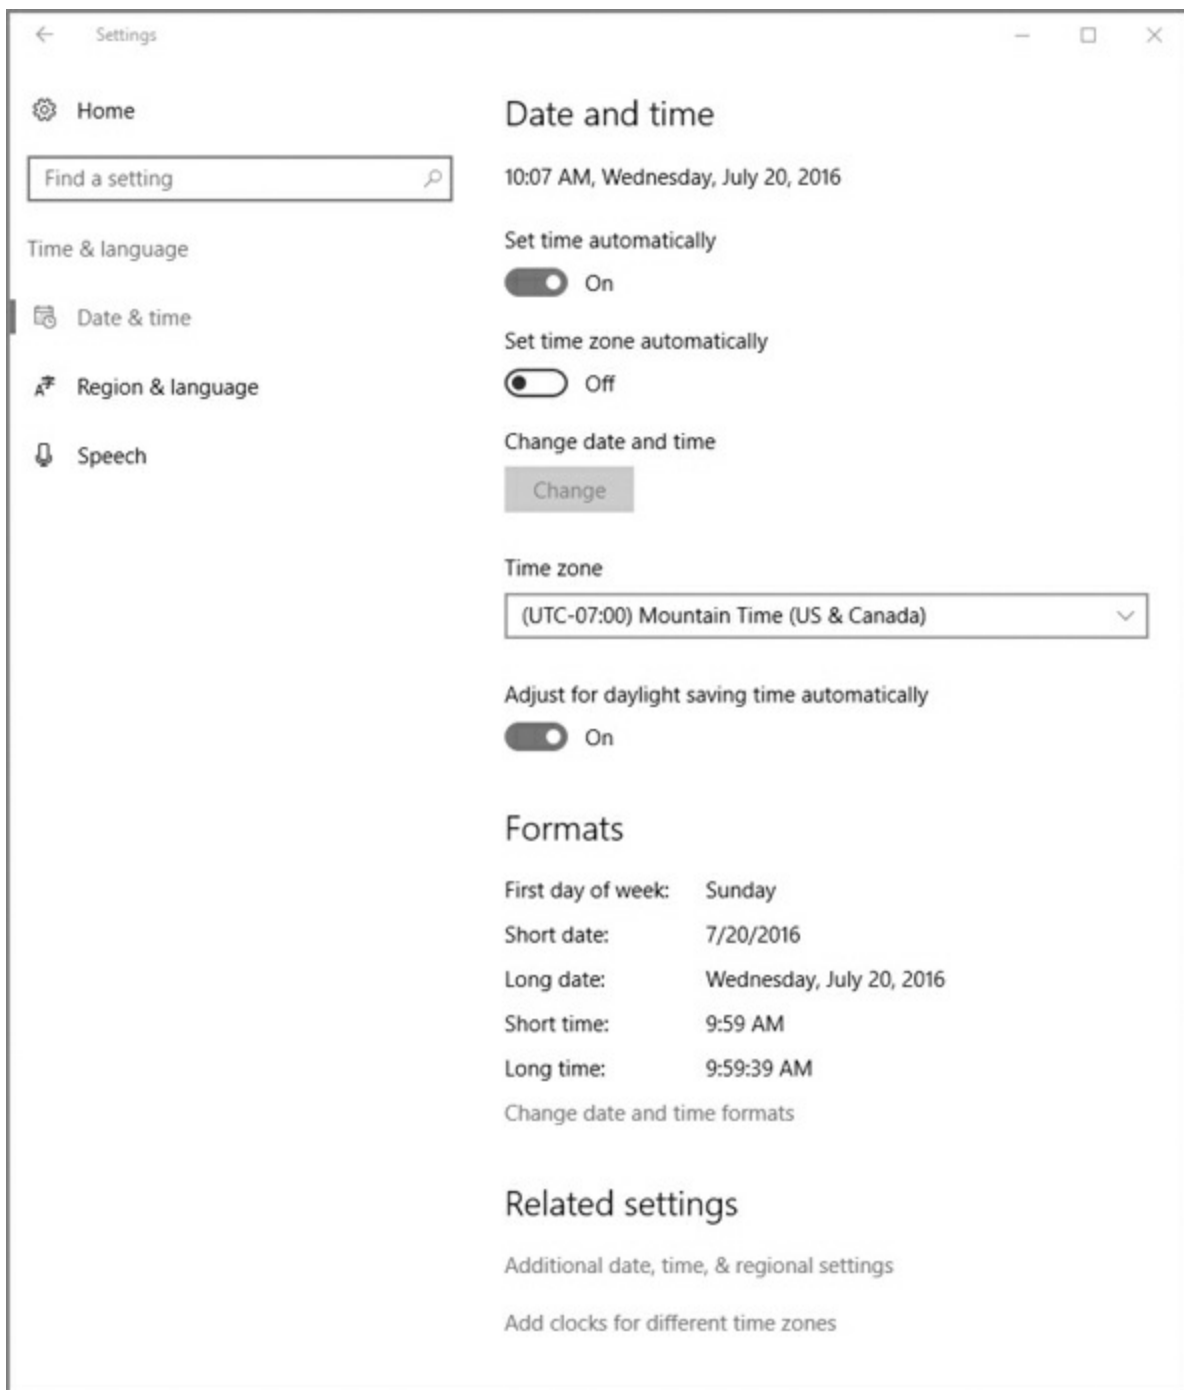 Settings
Home
Find a setting
Time & language
Date & time
Region & language
Speech
Date and time
10:07 AM, Wednesday, July 20, 2016
Set time automatically
On
Set time zone automatically
Off
Change date and time
Change
Time zone
(UTC-07:00) Mountain Time (US & Canada)
Adjust for daylight saving time automatically
On
Formats
First day of week: Sunday
Short date: 7/20/2016
Long date: Wednesday, July 20, 2016
Short time: 9:59 AM
Long time: 9:59:39 AM
Change date and time formats
Related settings
Additional date, time, & regional settings
Add clocks for different time zones